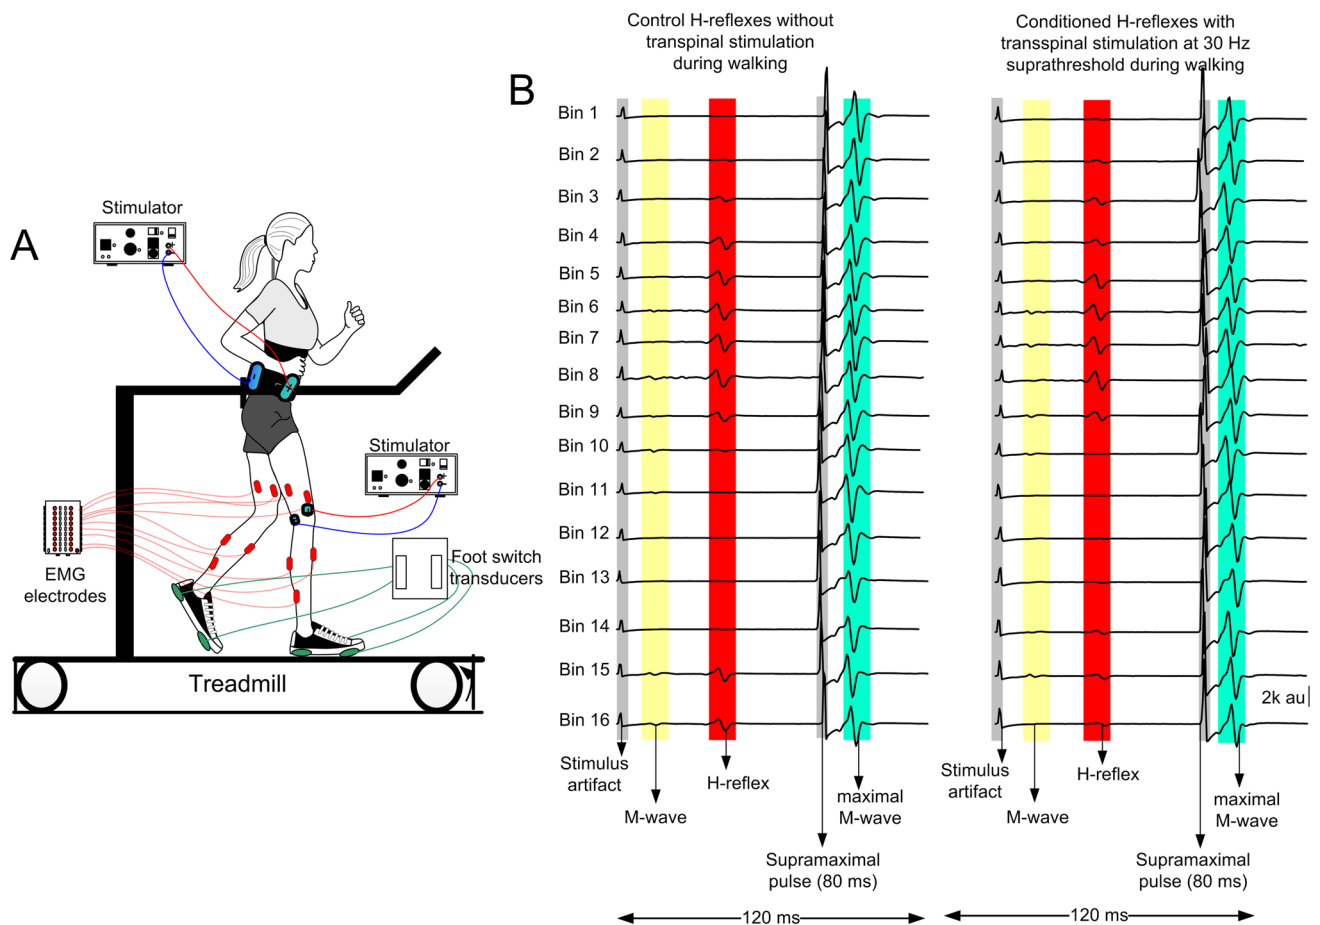 A
Stimulator
Stimulator
EMG
electrodes
Foot switch
transducers
Treadmill
B
Control H-reflexes without
transpinal stimulation
during walking
Conditioned H-reflexes with
transspinal stimulation at 30 Hz
suprathreshold during walking
Bin 1
Bin 2
Bin 3
Bin 4
Bin 5
Bin 6
Bin 7
Bin 8
Bin 9
Bin 10
Bin 11
Bin 12
Bin 13
Bin 14
Bin 15
Bin 16
2k au
Stimulus
artifact
M-wave
H-reflex
maximal
M-wave
Supramaximal
pulse (80 ms)
120 ms
Stimulus
artifact
M-wave
H-reflex
maximal
M-wave
Supramaximal
pulse (80 ms)
120 ms